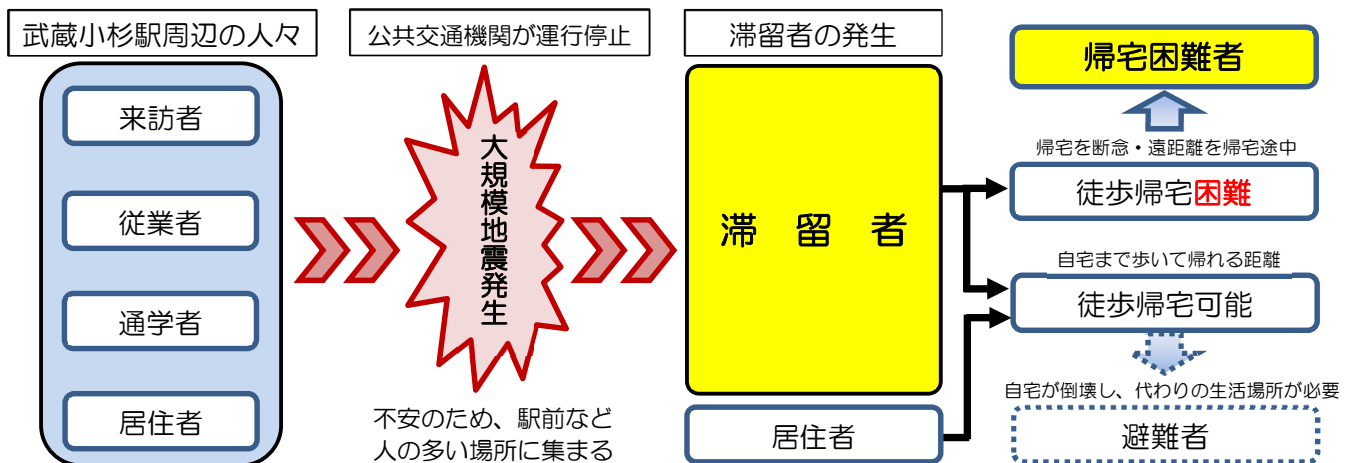 武蔵小杉駅周辺の人々
来訪者
従業者
通学者
居住者
公共交通機関が運行停止
大規模地震発生
不安のため、駅前など
人の多い場所に集まる
滞留者の発生
滞留者
居住者
帰宅困難者
帰宅を断念・遠距離を帰宅途中
徒歩帰宅困難
自宅まで歩いて帰れる距離
徒歩帰宅可能
自宅が倒壊し、代わりの生活場所が必要
避難者